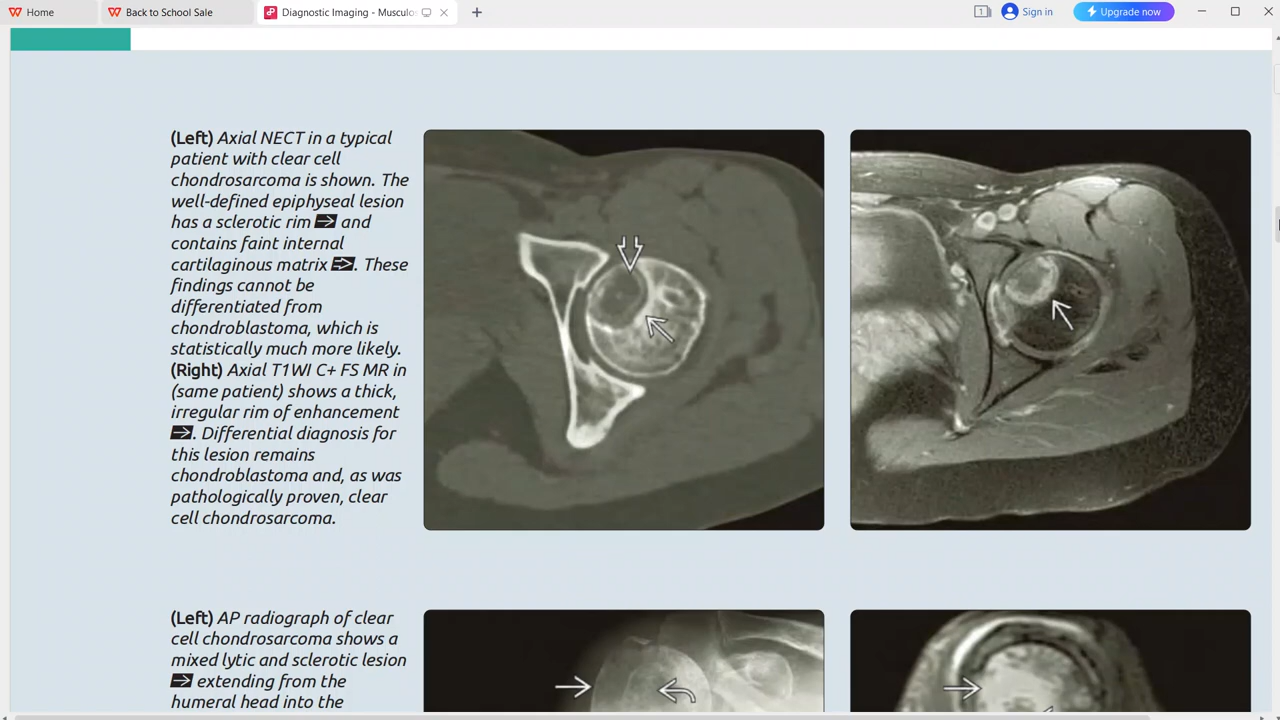 Home
Back to School Sale
Diagnostic Imaging - Musculos
1
Sign in
Upgrade now
(Left) Axial NECT in a typical
patient with clear cell
chondrosarcoma is shown. The
well-defined epiphyseal lesion
has a sclerotic rim and
contains faint internal
cartilaginous matrix . These
findings cannot be
differentiated from
chondroblastoma, which is
statistically much more likely.
(Right) Axial T1WI C+ FS MR in
(same patient) shows a thick,
irregular rim of enhancement
. Differential diagnosis for
this lesion remains
chondroblastoma and, as was
pathologically proven, clear
cell chondrosarcoma.
(Left) AP radiograph of clear
cell chondrosarcoma shows a
mixed lytic and sclerotic lesion
extending from the
humeral head into the